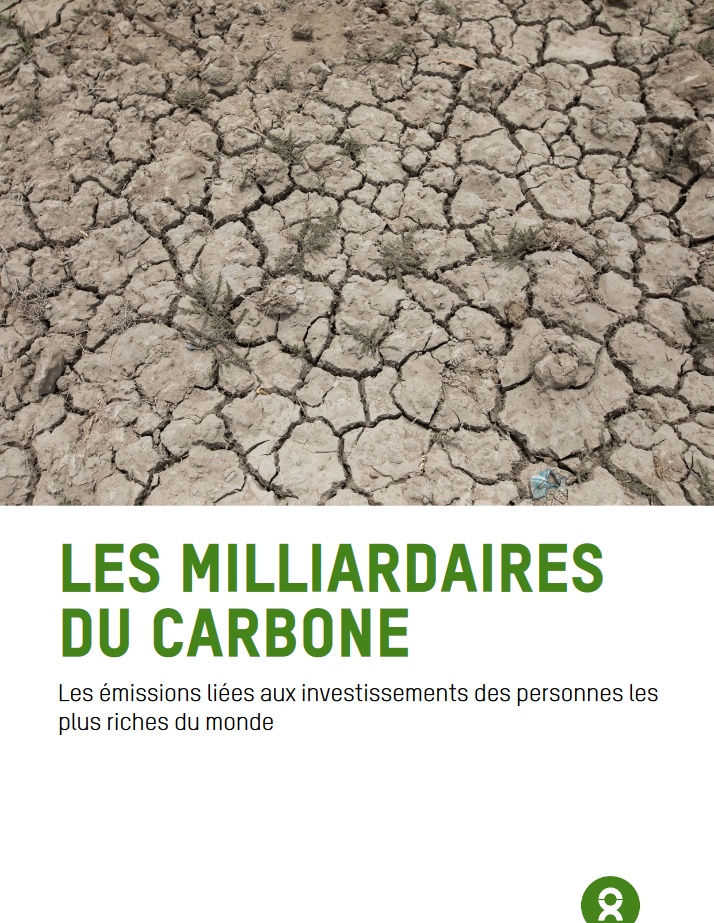 LES MILLIARDAIRES
DU CARBONE
Les émissions liées aux investissements des personnes les
plus riches du monde